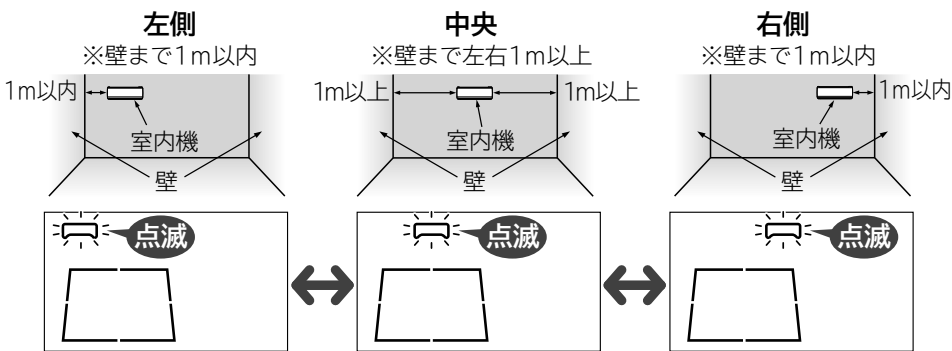 左側
※壁まで1m以内
1m以内
室内機
壁
点滅
中央
※壁まで左右1m以上
1m以上
1m以上
室内機
壁
点滅
右側
※壁まで1m以内
1m以内
室内機
壁
点滅